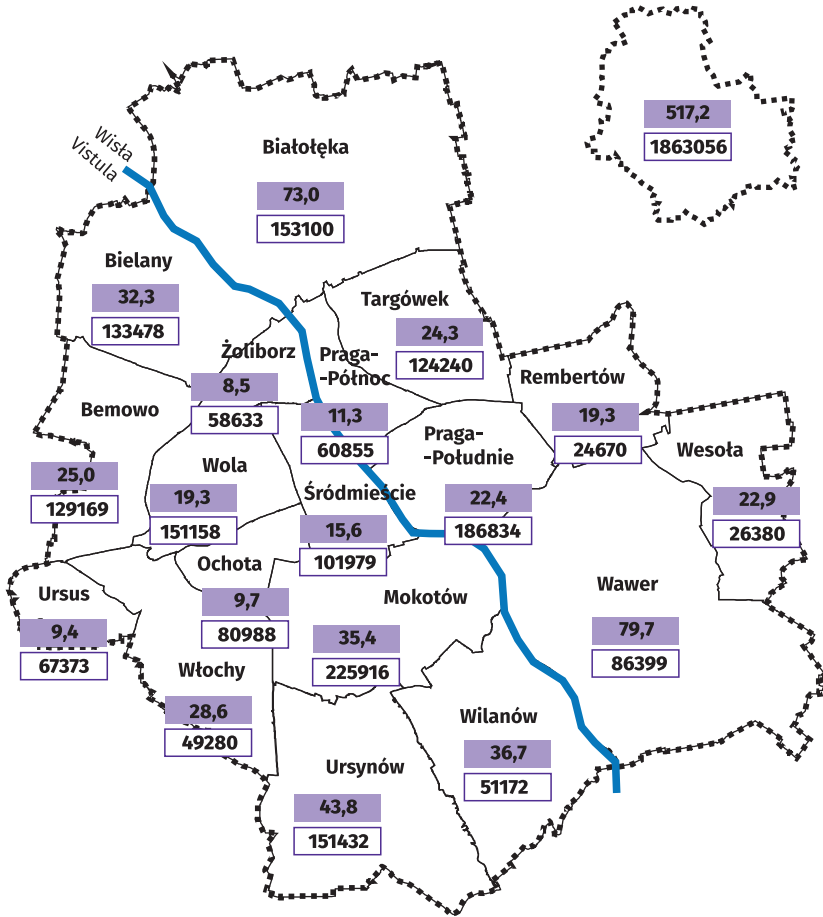 517,2
1863056
Wisła
Vistula
Białołęka
73,0
153100
Bielany
32,3
133478
Targówek
24,3
124240
Żoliborz
8,5
58633
Praga-
-Północ
11,3
60855
Rembertów
19,3
24670
Bemowo
25,0
129169
Praga-
-Południe
22,4
186834
Wesoła
22,9
26380
Wola
19,3
151158
Śródmieście
15,6
101979
Ochota
9,7
80988
Ursus
9,4
67373
Mokotów
35,4
225916
Wawer
79,7
86399
Włochy
28,6
49280
Wilanów
36,7
51172
Ursynów
43,8
151432